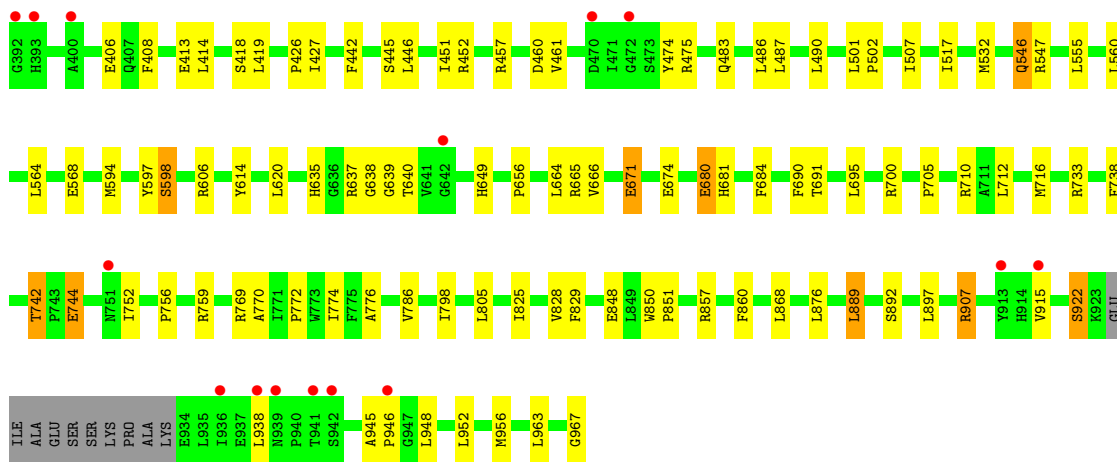 G392 H393 A400 E406 Q407 F408 E413 L414 S418 L419 P426 I427 F442 S445 L446 I451 R452 R457 D460 V461 D470 I471 G472 S473 Y474 R475 Q483 L486 L487 L490 L501 P502 I507 I517 M532 Q546 R547 L555 L560
L564 E568 M594 Y597 S598 R606 Y614 L620 H635 G636 R637 G638 G639 T640 V641 G642 H649 P656 L664 R665 V666 E671 E674 E680 H681 F684 F690 T691 L695 R700 P705 R710 A711 L712 M716 R733
T742 P743 E744 N751 I752 P756 R759 R769 A770 I771 P772 W773 I774 F775 A776 V786 I798 L805 I825 V828 F829 E848 L849 W850 P851 R857 F860 L868 L876 L889 S892 L897 R907 Y913 H914 V915 S922 K923 GLU
ILE ALA GLU SER SER LYS PRO ALA LYS E934 L935 I936 E937 L938 N939 P940 T941 S942 A945 P946 G947 L948 L952 M956 L963 G967